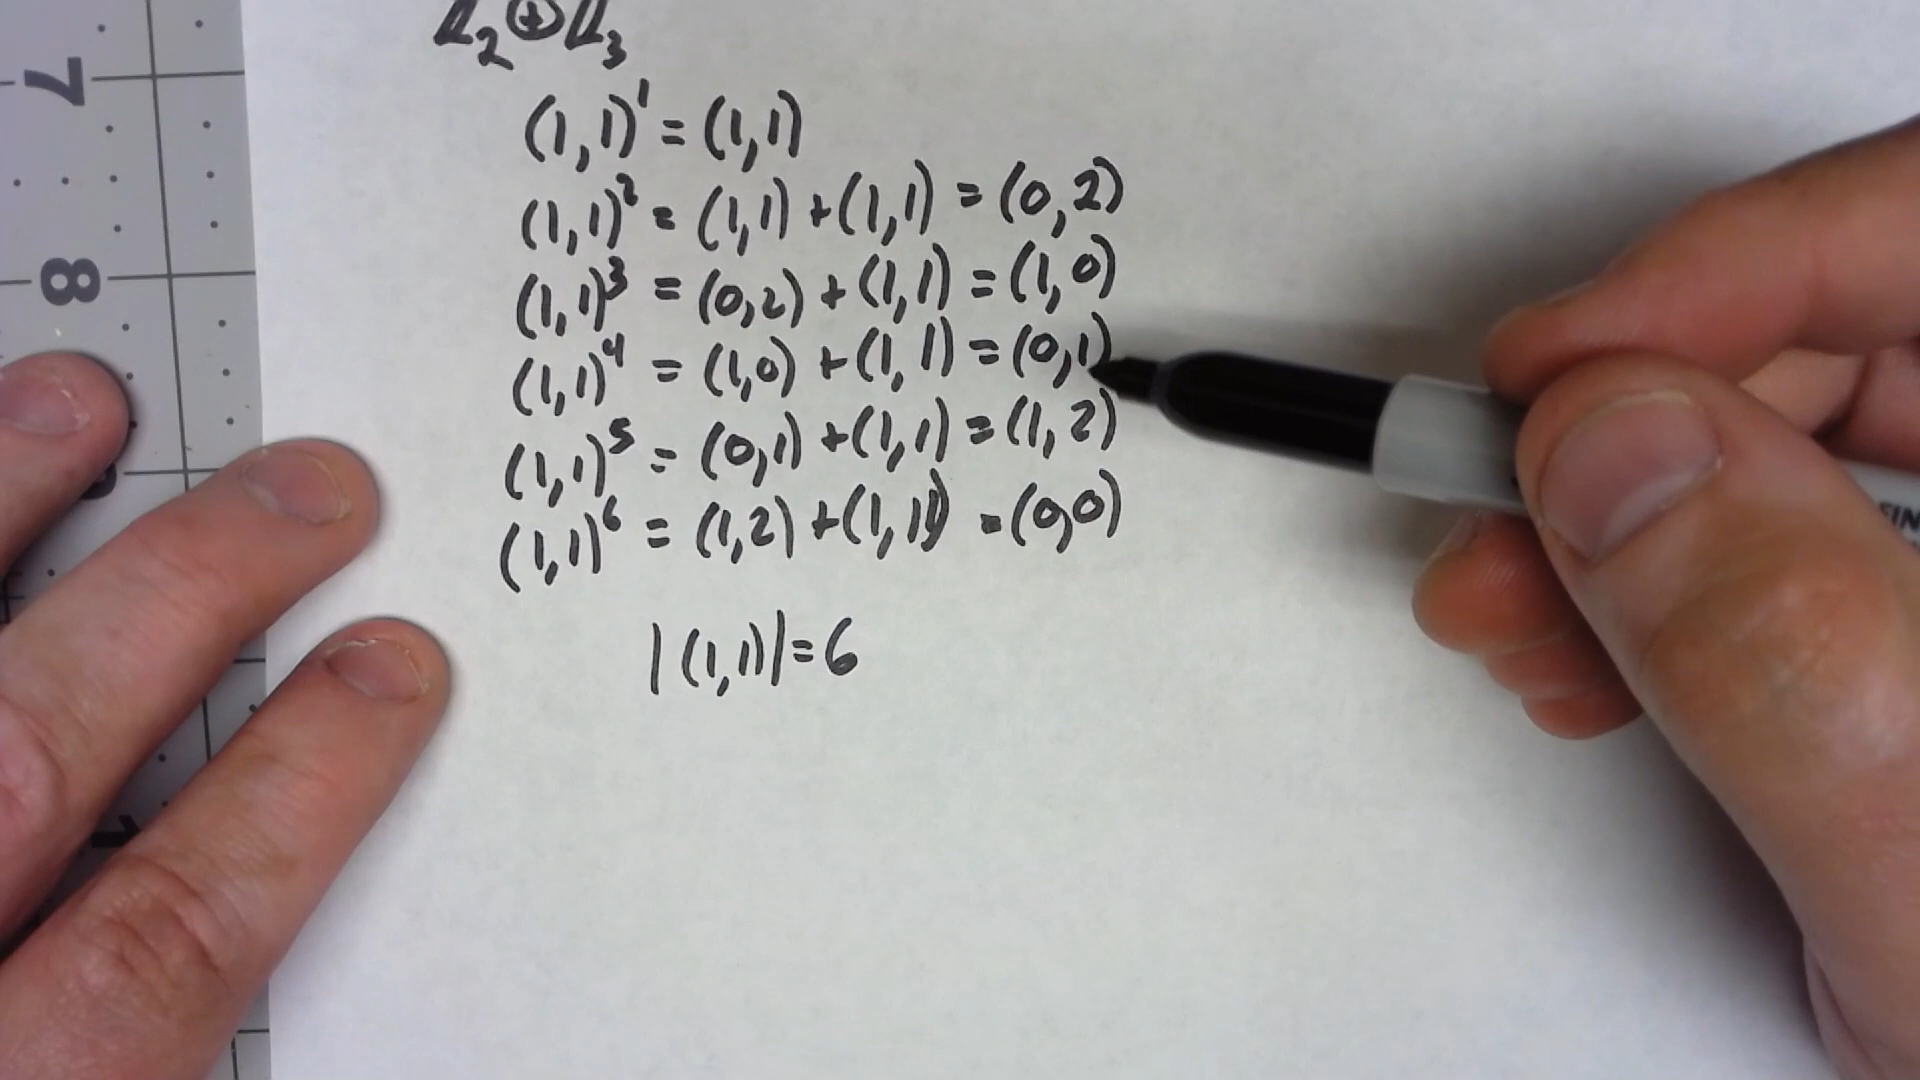 ℤ₂⊕ℤ₃
(1,1)¹ = (1,1)
(1,1)² = (1,1) + (1,1) = (0,2)
(1,1)³ = (0,2) + (1,1) = (1,0)
(1,1)⁴ = (1,0) + (1,1) = (0,1)
(1,1)⁵ = (0,1) + (1,1) = (1,2)
(1,1)⁶ = (1,2) + (1,1) = (0,0)
|(1,1)| = 6
7
8